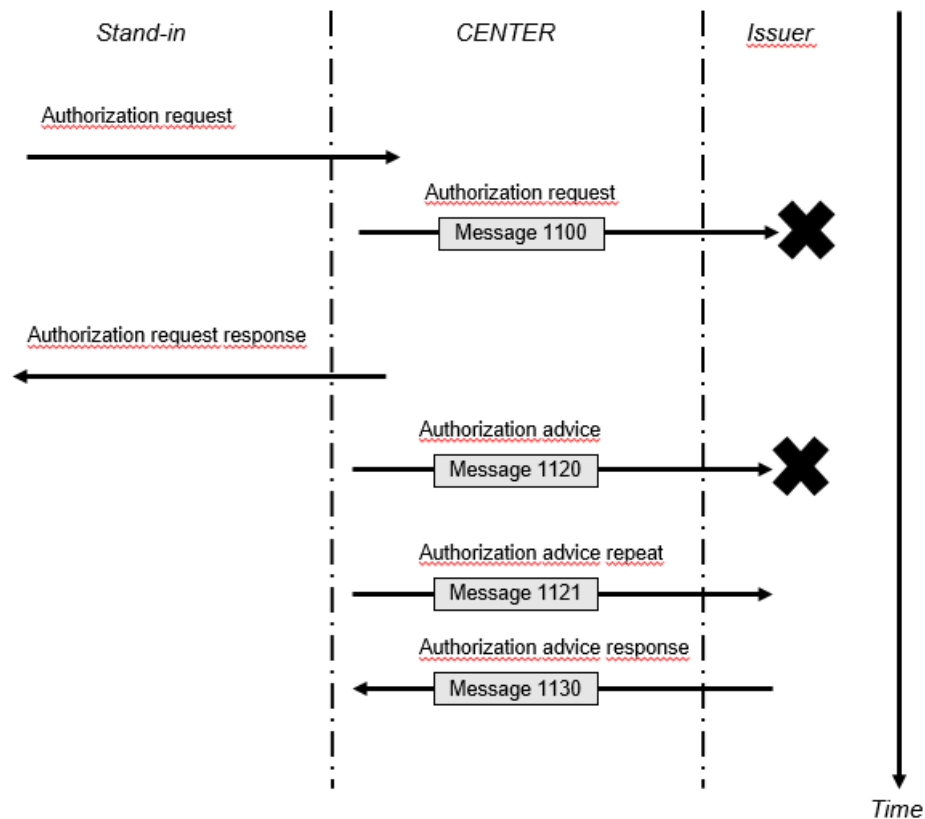 Stand-in
CENTER
Issuer
Authorization request
Authorization request
Message 1100
Authorization request response
Authorization advice
Message 1120
Authorization advice repeat
Message 1121
Authorization advice response
Message 1130
Time